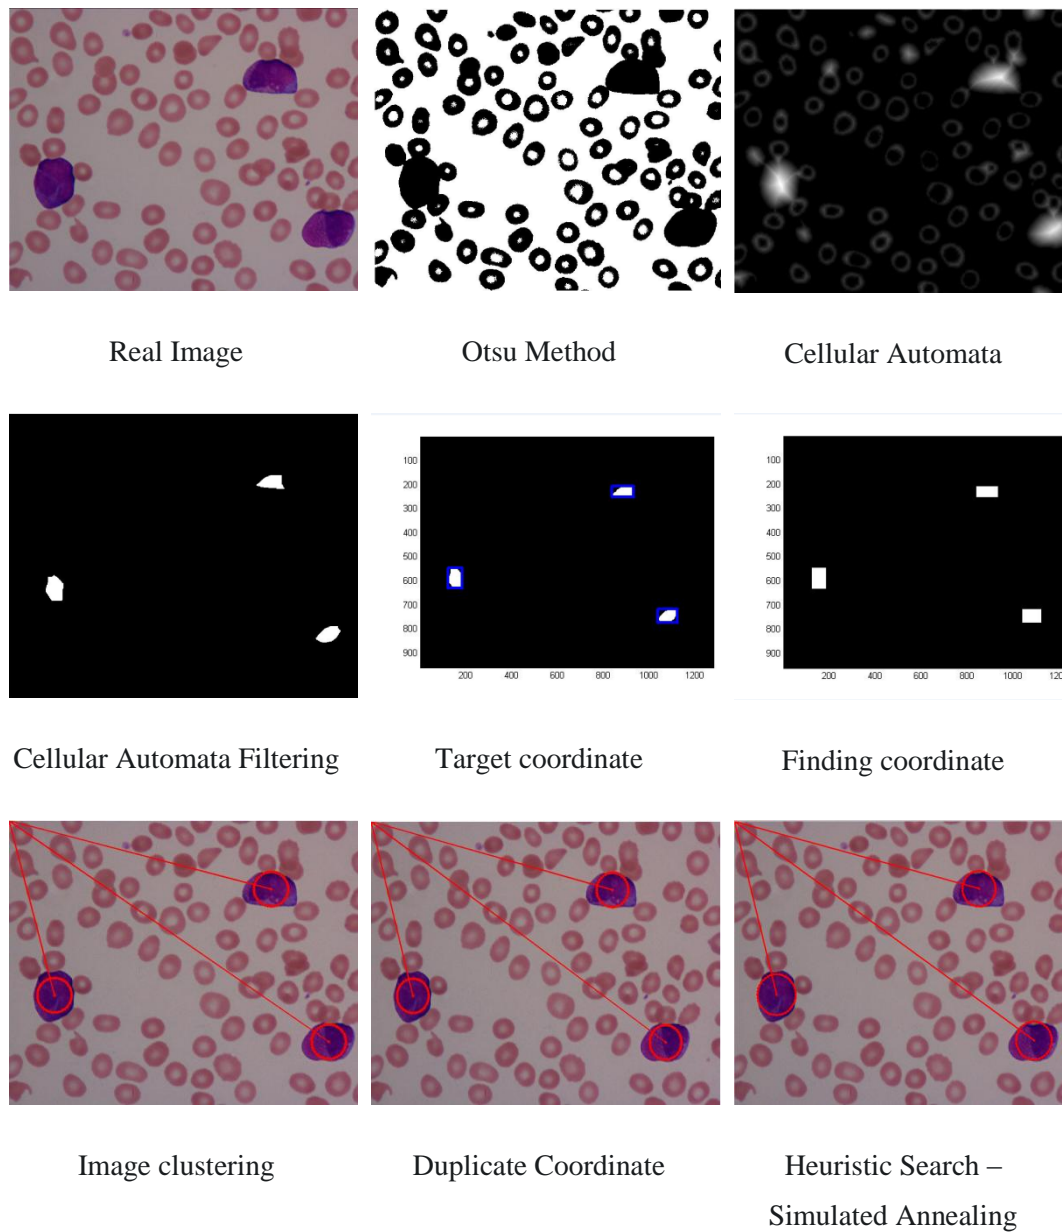 Real Image
Otsu Method
Cellular Automata
100
200
300
400
500
600
700
800
900
200
400
600
800
1000
1200
100
200
300
400
500
600
700
800
900
200
400
600
800
1000
Cellular Automata Filtering
Target coordinate
Finding coordinate
Image clustering
Duplicate Coordinate
Heuristic Search –
Simulated Annealing